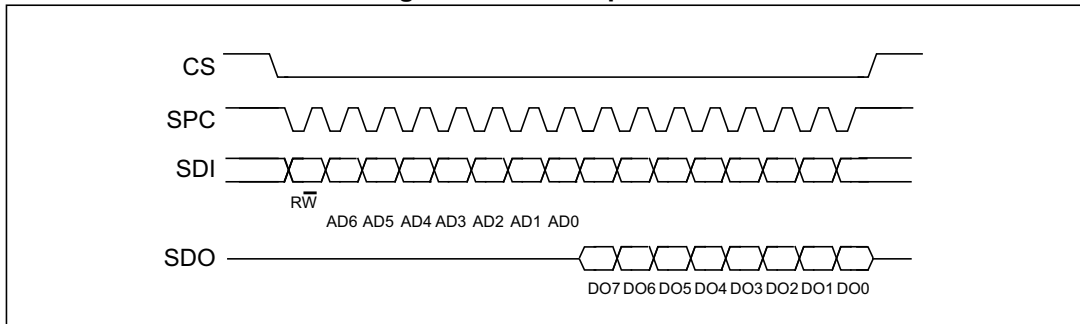 CS
SPC
SDI
RW̅
AD6 AD5 AD4 AD3 AD2 AD1 AD0
SDO
DO7 DO6 DO5 DO4 DO3 DO2 DO1 DO0